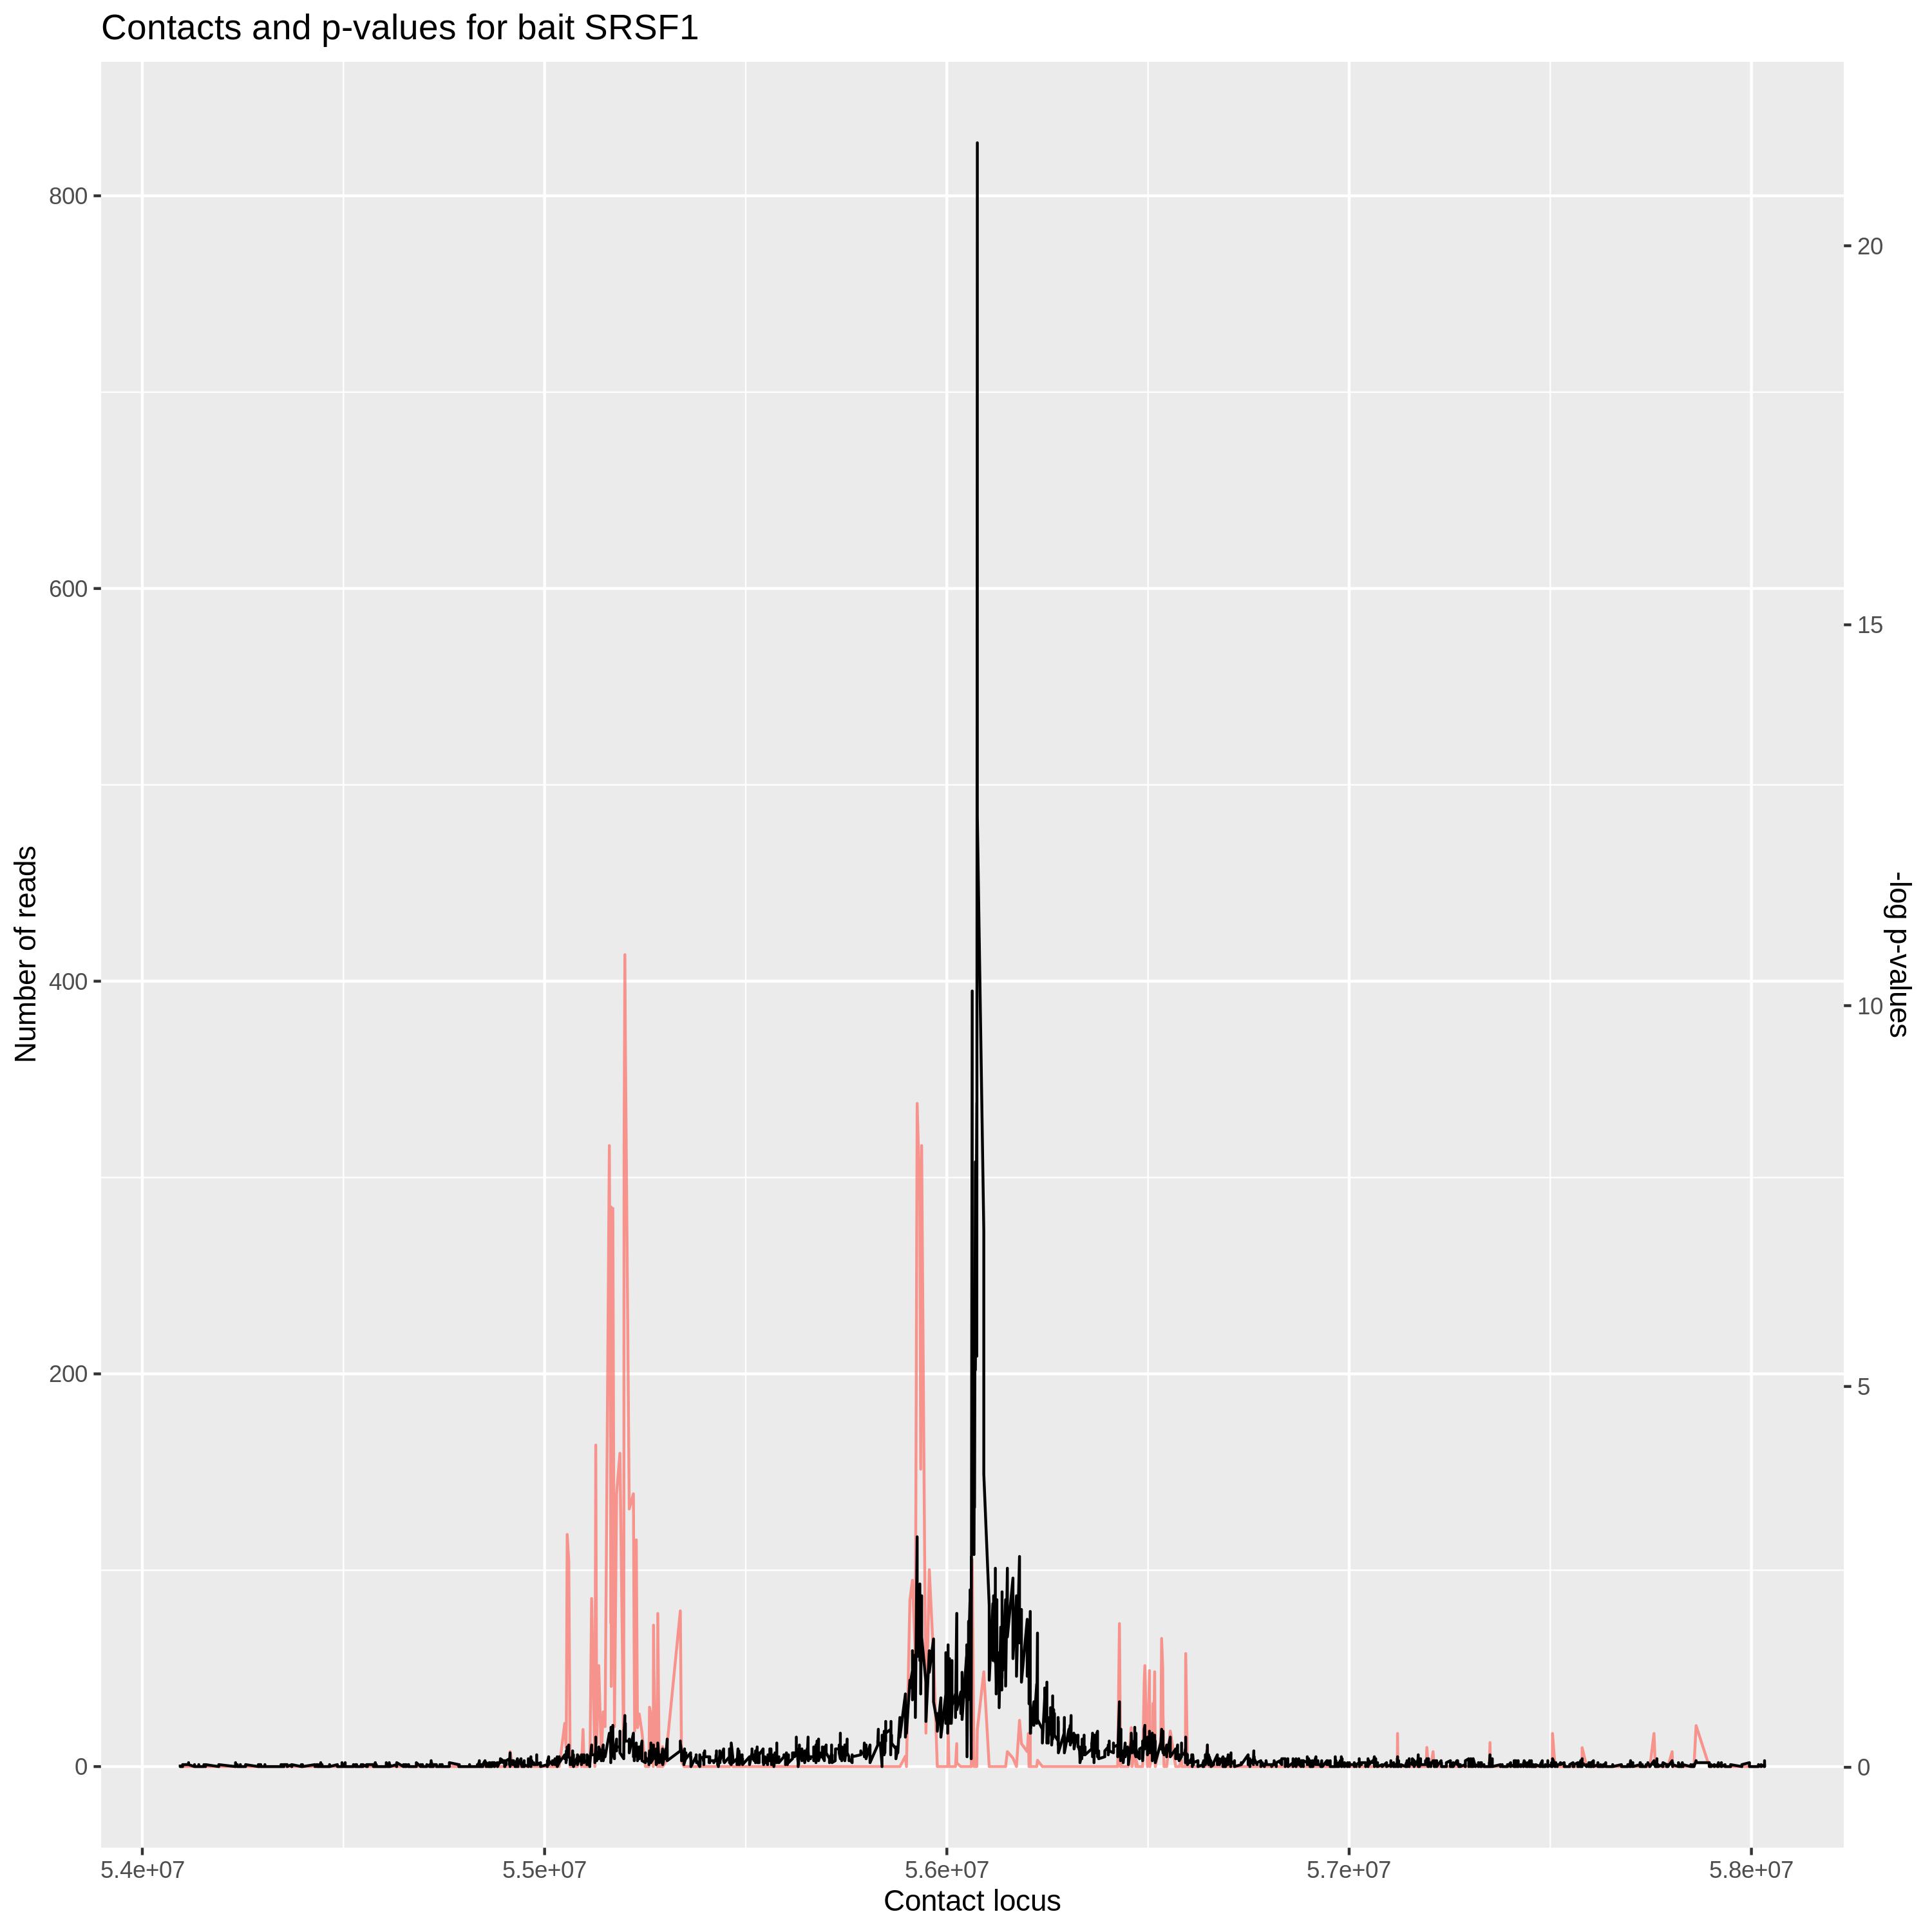 Contacts and p-values for bait SRSF1
800
600
400
200
0
Number of reads
20
15
10
5
0
-log p-values
5.4e+07
5.5e+07
5.6e+07
5.7e+07
5.8e+07
Contact locus